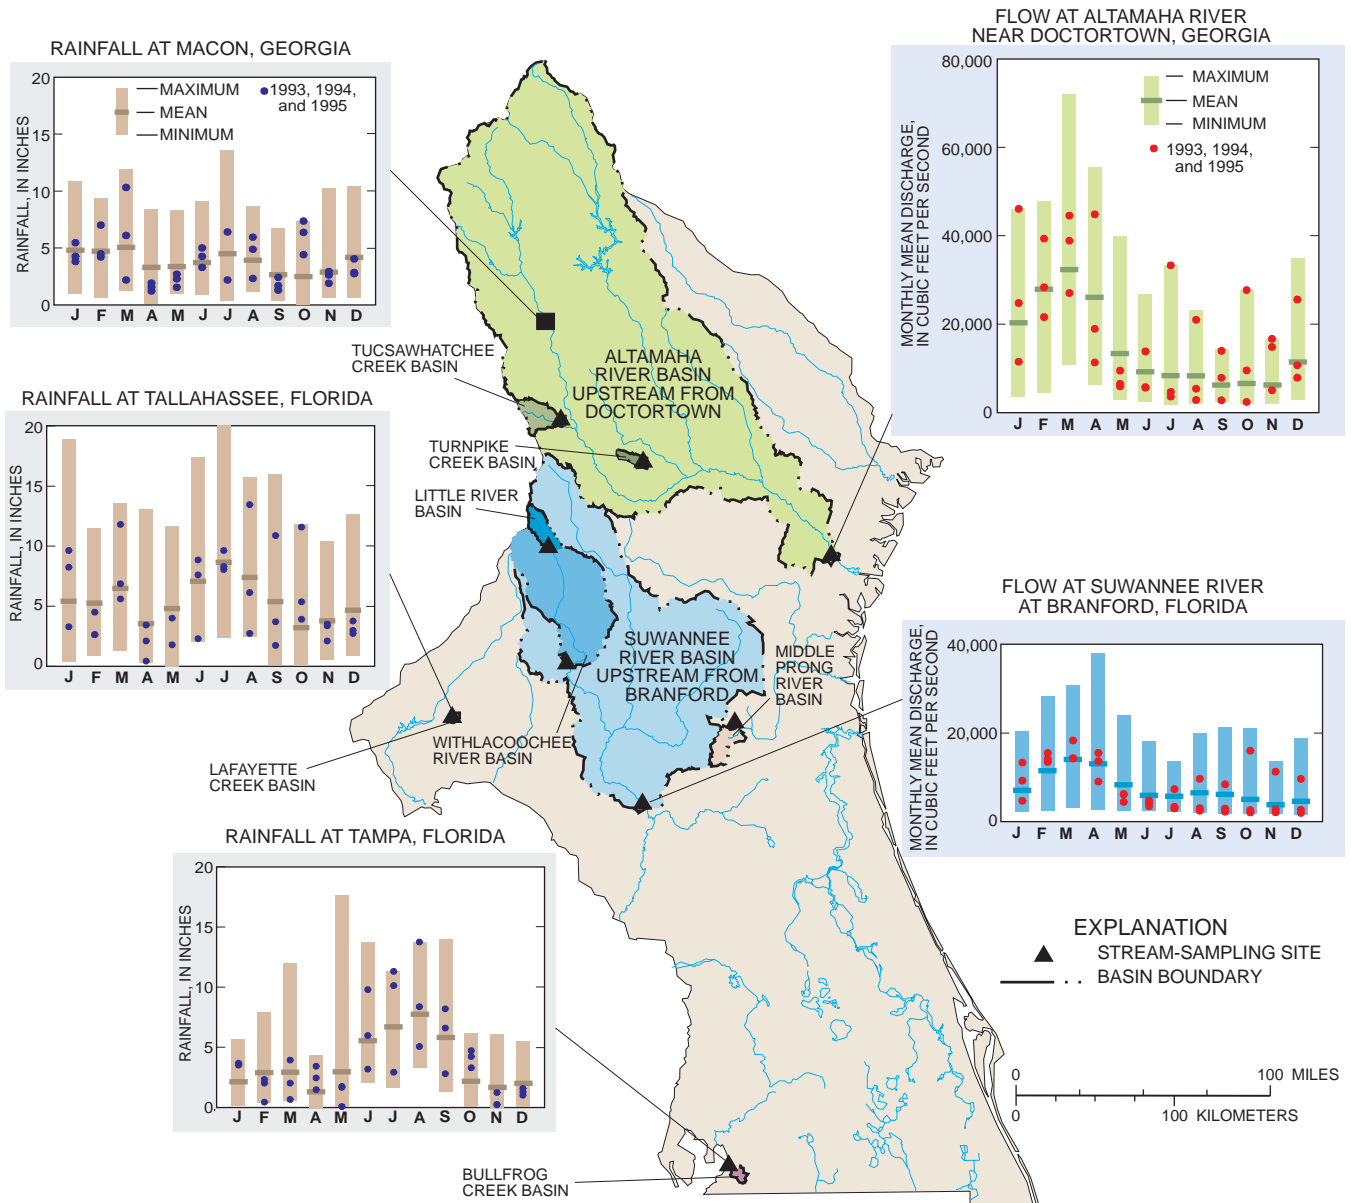 RAINFALL AT MACON, GEORGIA
RAINFALL, IN INCHES
20
15
10
5
0
MAXIMUM
MEAN
MINIMUM
1993, 1994,
and 1995
J F M A M J J A S O N D
FLOW AT ALTAMAHA RIVER
NEAR DOCTORTOWN, GEORGIA
MONTHLY MEAN DISCHARGE,
IN CUBIC FEET PER SECOND
80,000
60,000
40,000
20,000
0
MAXIMUM
MEAN
MINIMUM
1993, 1994,
and 1995
J F M A M J J A S O N D
RAINFALL AT TALLAHASSEE, FLORIDA
RAINFALL, IN INCHES
20
15
10
5
0
J F M A M J J A S O N D
TUCSAWHATCHEE
CREEK BASIN
ALTAMAHA
RIVER BASIN
UPSTREAM FROM
DOCTORTOWN
TURNPIKE
CREEK BASIN
LITTLE RIVER
BASIN
SUWANNEE
RIVER BASIN
UPSTREAM FROM
BRANFORD
MIDDLE
PRONG
RIVER
BASIN
WITHLACOOCHEE
RIVER BASIN
LAFAYETTE
CREEK BASIN
FLOW AT SUWANNEE RIVER
AT BRANFORD, FLORIDA
MONTHLY MEAN DISCHARGE,
IN CUBIC FEET PER SECOND
40,000
20,000
0
J F M A M J J A S O N D
RAINFALL AT TAMPA, FLORIDA
RAINFALL, IN INCHES
20
15
10
5
0
J F M A M J J A S O N D
BULLFROG
CREEK BASIN
EXPLANATION
STREAM-SAMPLING SITE
BASIN BOUNDARY
0 100 MILES
0 100 KILOMETERS